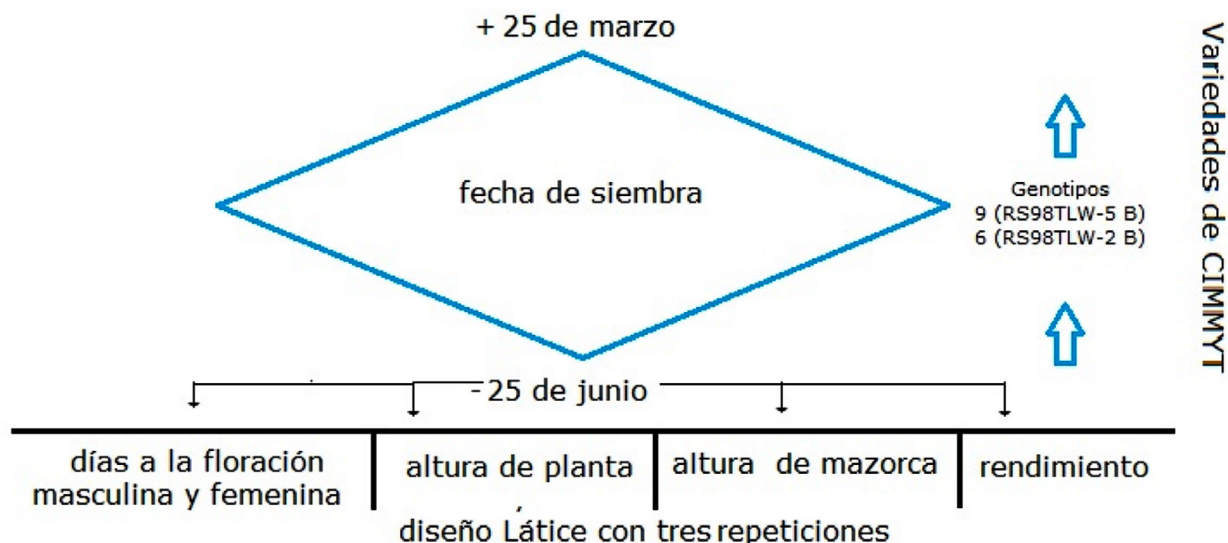 + 25 de marzo
fecha de siembra
Genotipos
9 (RS98TLW-5 B)
6 (RS98TLW-2 B)
Variedades de CIMMYT
- 25 de junio
días a la floración
masculina y femenina
altura de planta
altura de mazorca
rendimiento
diseño Látice con tres repeticiones